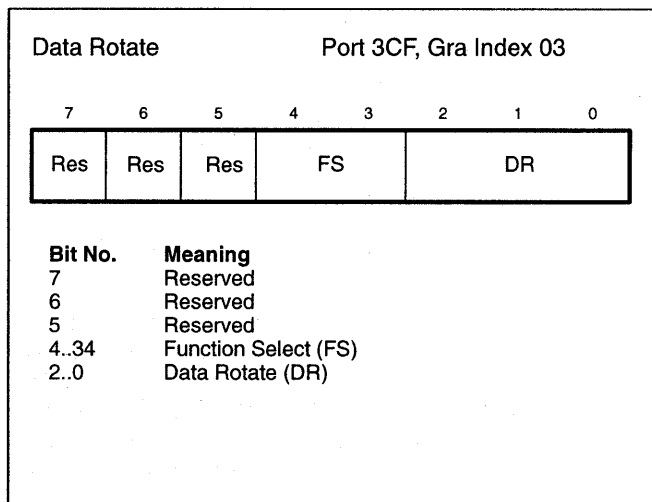 Data Rotate Port 3CF, Gra Index 03
7 6 5 4 3 2 1 0
Res Res Res FS DR
Bit No. Meaning
7 Reserved
6 Reserved
5 Reserved
4..34 Function Select (FS)
2..0 Data Rotate (DR)